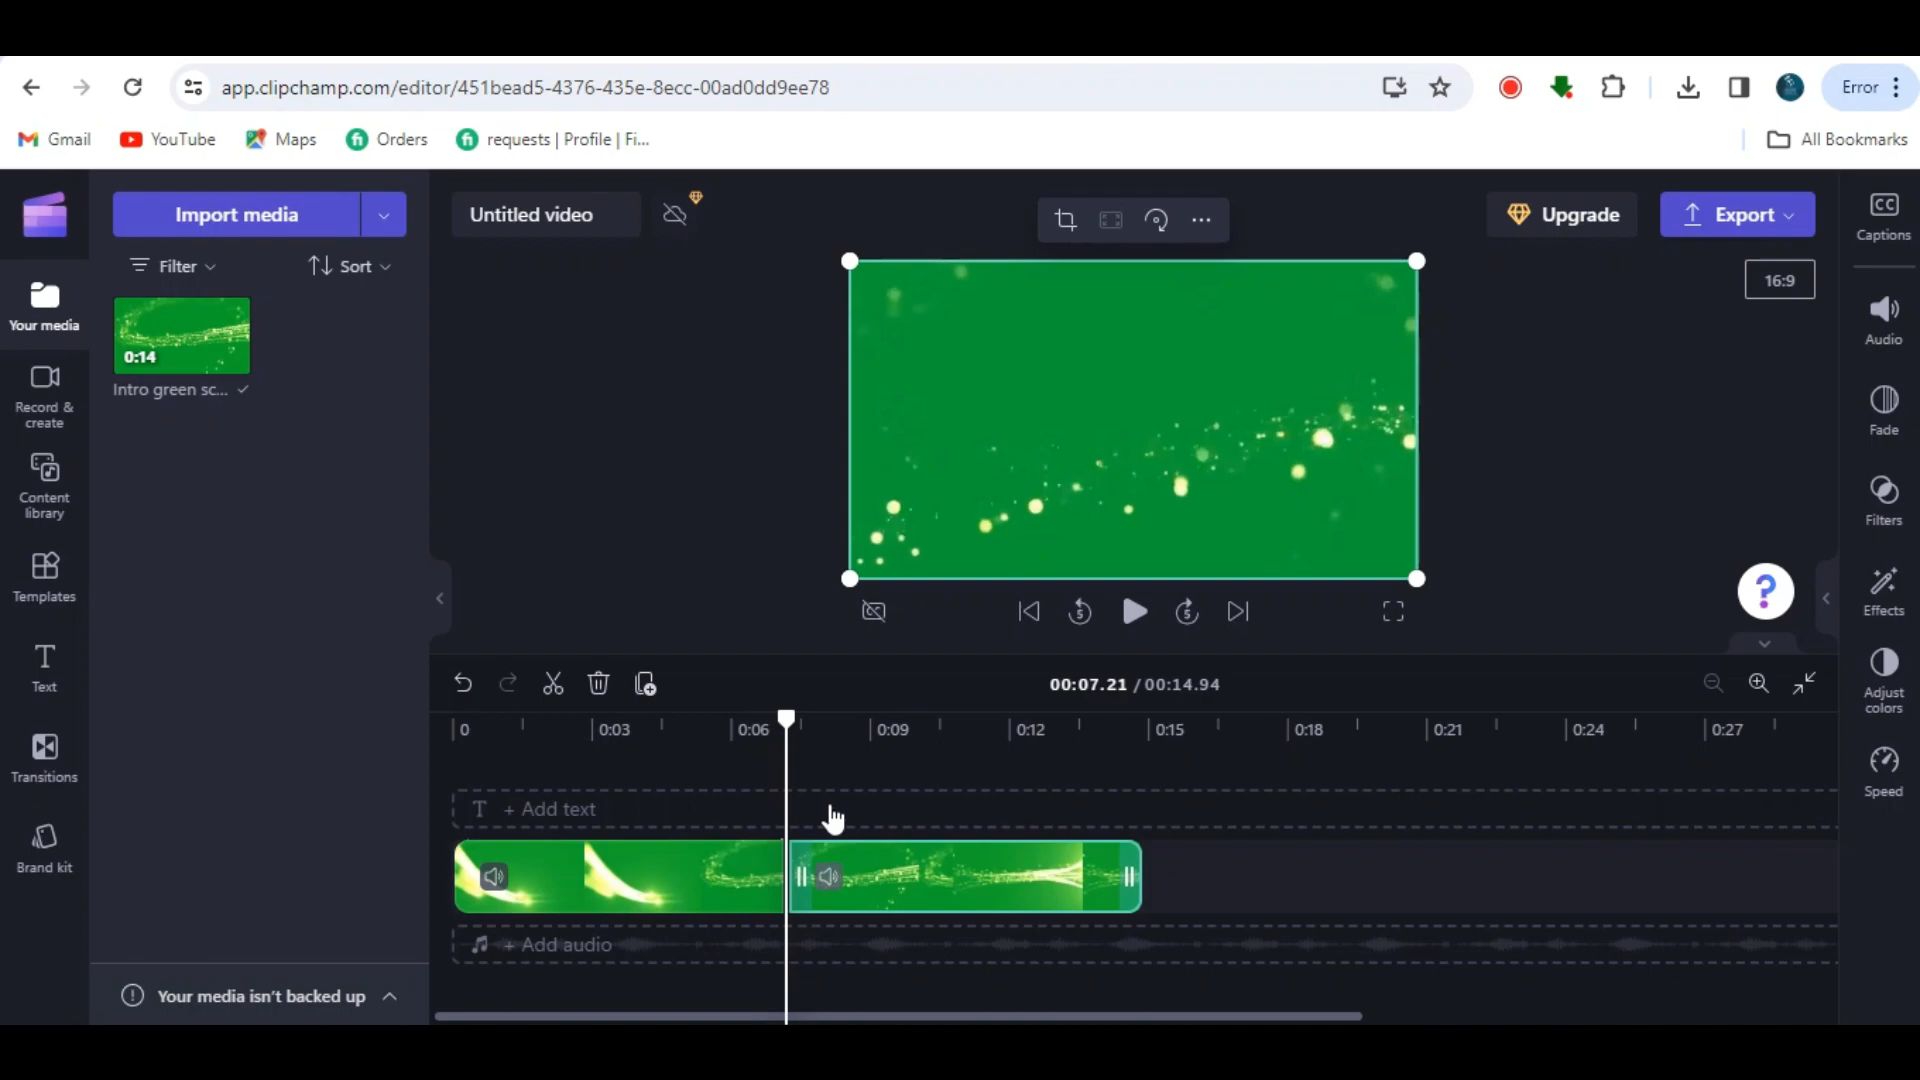 app.clipchamp.com/editor/451bead5-4376-435e-8ecc-00ad0dd9ee78
Error
Gmail
YouTube
Maps
Orders
requests | Profile | Fi...
All Bookmarks
Import media
Untitled video
Upgrade
Export
CC
Captions
Filter
Sort
16:9
Your media
0:14
Intro green sc...
Audio
Record &
create
Fade
Content
library
Filters
Templates
5
5
?
Effects
T
Text
00:07.21 / 00:14.94
Adjust
colors
0
0:03
0:06
0:09
0:12
0:15
0:18
0:21
0:24
0:27
Transitions
Speed
T + Add text
Brand kit
+ Add audio
Your media isn't backed up